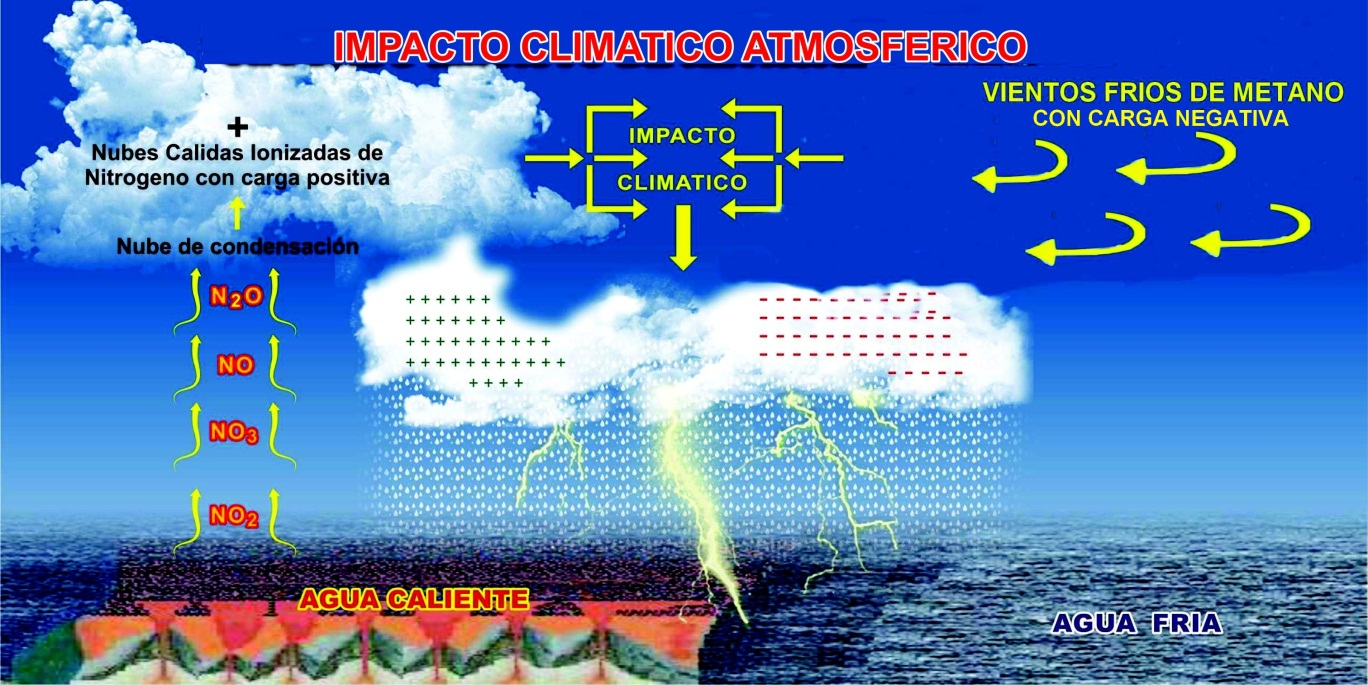 IMPACTO CLIMATICO ATMOSFERICO
VIENTOS FRIOS DE METANO
CON CARGA NEGATIVA
+
Nubes Calidas Ionizadas de
Nitrogeno con carga positiva
IMPACTO
CLIMATICO
Nube de condensación
N₂O
NO
NO₃
NO₂
+ + + + + +
+ + + + + + +
+ + + + + + + + + +
+ + + + + + + + + + +
+ + + +
AGUA CALIENTE
AGUA FRIA